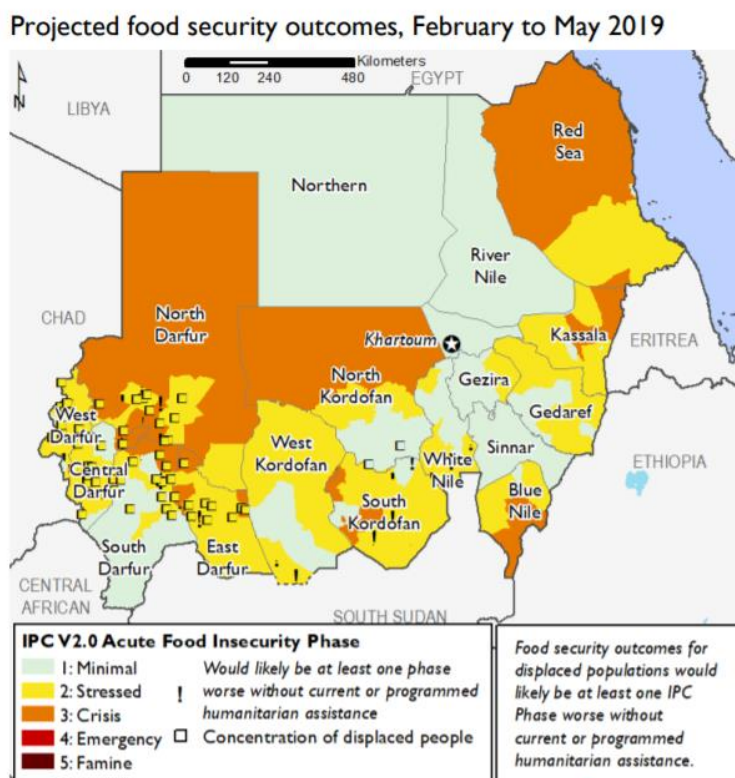 Projected food security outcomes, February to May 2019
Kilometers
0 120 240 480
N
EGYPT
LIBYA
Red
Sea
Northern
River
Nile
North
Darfur
CHAD
Khartoum
Kassala
ERITREA
North
Kordofan
Gezira
West
Darfur
Gedaref
West
Kordofan
Central
Darfur
White
Nile
Sinnar
ETHIOPIA
South
Kordofan
Blue
Nile
South
Darfur
East
Darfur
CENTRAL
AFRICAN
SOUTH SUDAN
IPC V2.0 Acute Food Insecurity Phase
1: Minimal
2: Stressed
3: Crisis
4: Emergency
5: Famine
! Would likely be at least one phase
worse without current or programmed
humanitarian assistance
Concentration of displaced people
Food security outcomes for
displaced populations would
likely be at least one IPC
Phase worse without
current or programmed
humanitarian assistance.